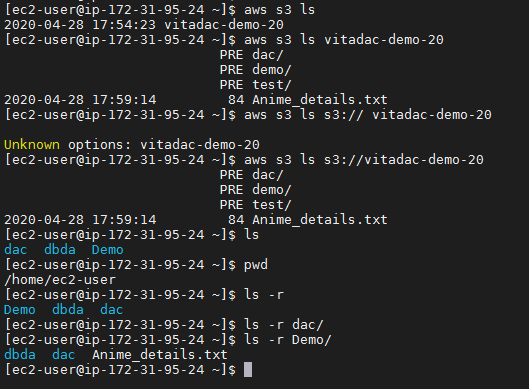 [ec2-user@ip-172-31-95-24 ~]$ aws s3 ls
2020-04-28 17:54:23 vitadac-demo-20
[ec2-user@ip-172-31-95-24 ~]$ aws s3 ls vitadac-demo-20
                           PRE dac/
                           PRE demo/
                           PRE test/
2020-04-28 17:59:14         84 Anime_details.txt
[ec2-user@ip-172-31-95-24 ~]$ aws s3 ls s3:// vitadac-demo-20

Unknown options: vitadac-demo-20
[ec2-user@ip-172-31-95-24 ~]$ aws s3 ls s3://vitadac-demo-20
                           PRE dac/
                           PRE demo/
                           PRE test/
2020-04-28 17:59:14         84 Anime_details.txt
[ec2-user@ip-172-31-95-24 ~]$ ls
dac  dbda  Demo
[ec2-user@ip-172-31-95-24 ~]$ pwd
/home/ec2-user
[ec2-user@ip-172-31-95-24 ~]$ ls -r
Demo  dbda  dac
[ec2-user@ip-172-31-95-24 ~]$ ls -r dac/
[ec2-user@ip-172-31-95-24 ~]$ ls -r Demo/
dbda  dac  Anime_details.txt
[ec2-user@ip-172-31-95-24 ~]$